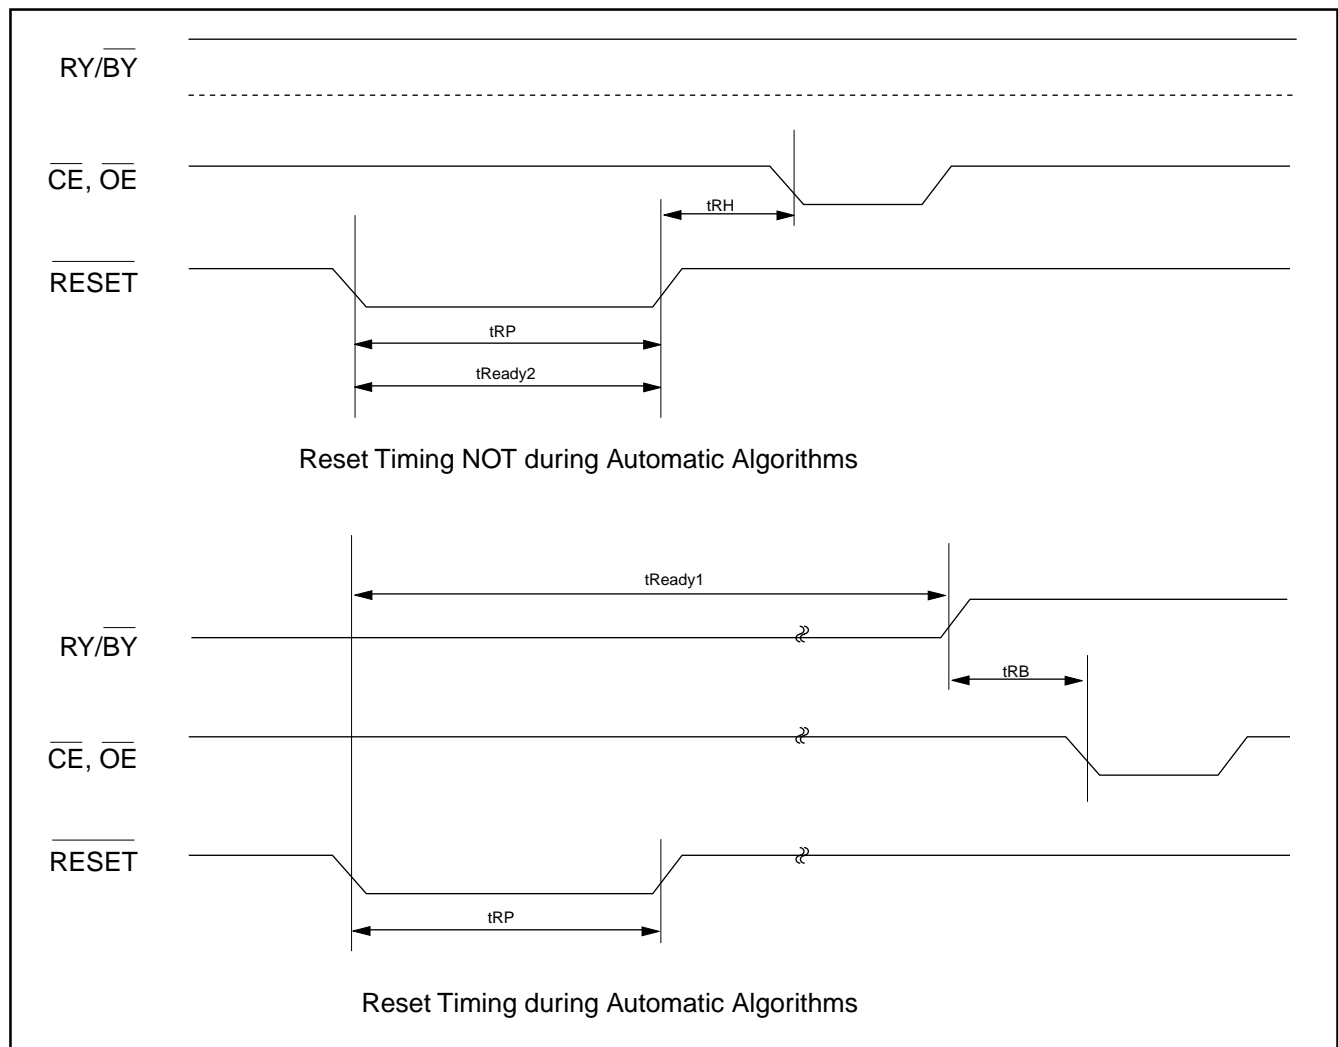 RY/BY
CE, OE
tRH
RESET
tRP
tReady2
Reset Timing NOT during Automatic Algorithms
tReady1
RY/BY
tRB
CE, OE
RESET
tRP
Reset Timing during Automatic Algorithms